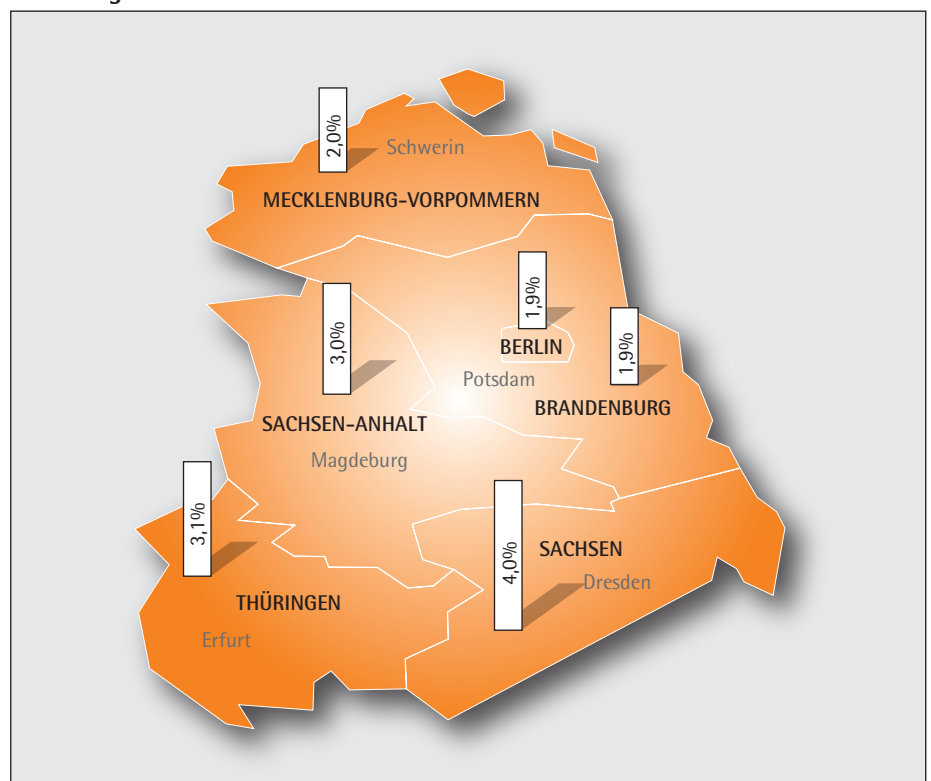 2,0%
Schwerin
MECKLENBURG-VORPOMMERN
1,9%
3,0%
BERLIN
1,9%
Potsdam
BRANDENBURG
SACHSEN-ANHALT
Magdeburg
3,1%
4,0%
SACHSEN
Dresden
THÜRINGEN
Erfurt